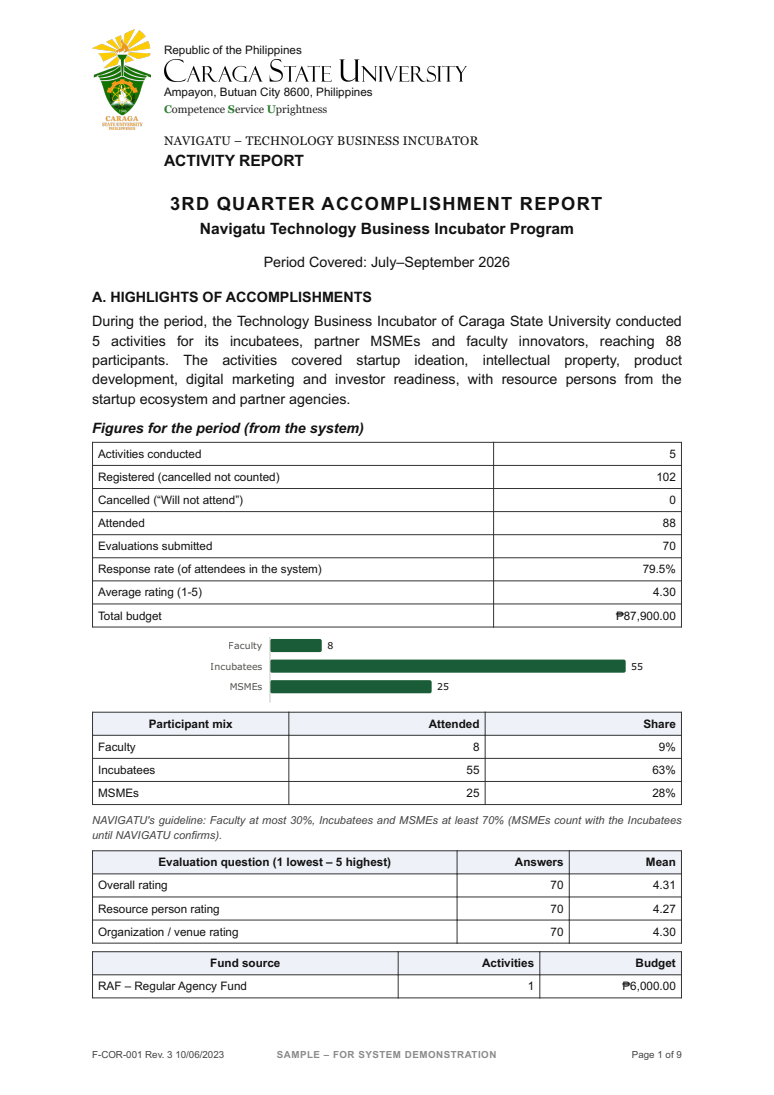 Republic of the Philippines
CARAGA STATE UNIVERSITY
Ampayon, Butuan City 8600, Philippines
Competence Service Uprightness
CARAGA
STATE UNIVERSITY
PHILIPPINES
NAVIGATU – TECHNOLOGY BUSINESS INCUBATOR
ACTIVITY REPORT
3RD QUARTER ACCOMPLISHMENT REPORT
Navigatu Technology Business Incubator Program
Period Covered: July–September 2026
A. HIGHLIGHTS OF ACCOMPLISHMENTS
During the period, the Technology Business Incubator of Caraga State University conducted
5 activities for its incubatees, partner MSMEs and faculty innovators, reaching 88
participants. The activities covered startup ideation, intellectual property, product
development, digital marketing and investor readiness, with resource persons from the
startup ecosystem and partner agencies.
Figures for the period (from the system)
Activities conducted 5
Registered (cancelled not counted) 102
Cancelled (“Will not attend”) 0
Attended 88
Evaluations submitted 70
Response rate (of attendees in the system) 79.5%
Average rating (1-5) 4.30
Total budget ₱87,900.00
Faculty 8
Incubatees 55
MSMEs 25
Participant mix Attended Share
Faculty 8 9%
Incubatees 55 63%
MSMEs 25 28%
NAVIGATU's guideline: Faculty at most 30%, Incubatees and MSMEs at least 70% (MSMEs count with the Incubatees
until NAVIGATU confirms).
Evaluation question (1 lowest – 5 highest) Answers Mean
Overall rating 70 4.31
Resource person rating 70 4.27
Organization / venue rating 70 4.30
Fund source Activities Budget
RAF – Regular Agency Fund 1 ₱6,000.00
F-COR-001 Rev. 3 10/06/2023 SAMPLE – FOR SYSTEM DEMONSTRATION Page 1 of 9